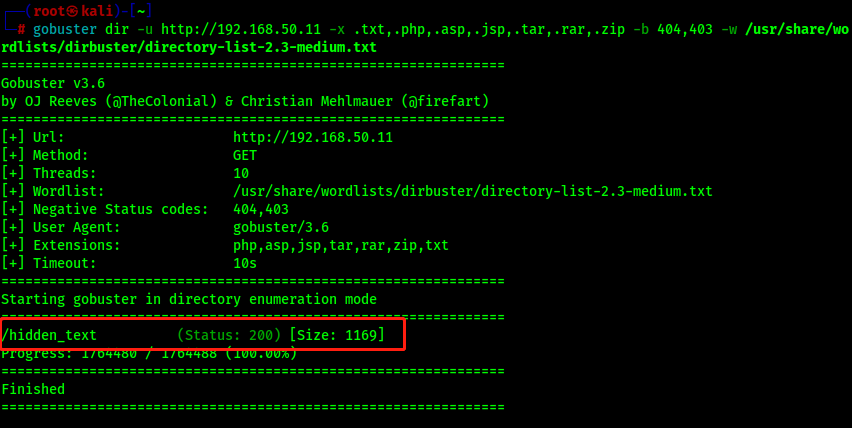 (root㉿kali)-[~]
# gobuster dir -u http://192.168.50.11 -x .txt,.php,.asp,.jsp,.tar,.rar,.zip -b 404,403 -w /usr/share/wo
rdlists/dirbuster/directory-list-2.3-medium.txt
===============================================================
Gobuster v3.6
by OJ Reeves (@TheColonial) & Christian Mehlmauer (@firefart)
===============================================================
[+] Url:                     http://192.168.50.11
[+] Method:                  GET
[+] Threads:                 10
[+] Wordlist:                /usr/share/wordlists/dirbuster/directory-list-2.3-medium.txt
[+] Negative Status codes:   404,403
[+] User Agent:              gobuster/3.6
[+] Extensions:              php,asp,jsp,tar,rar,zip,txt
[+] Timeout:                 10s
===============================================================
Starting gobuster in directory enumeration mode
===============================================================
/hidden_text          (Status: 200) [Size: 1169]
Progress: 1764480 / 1764488 (100.00%)
===============================================================
Finished
===============================================================